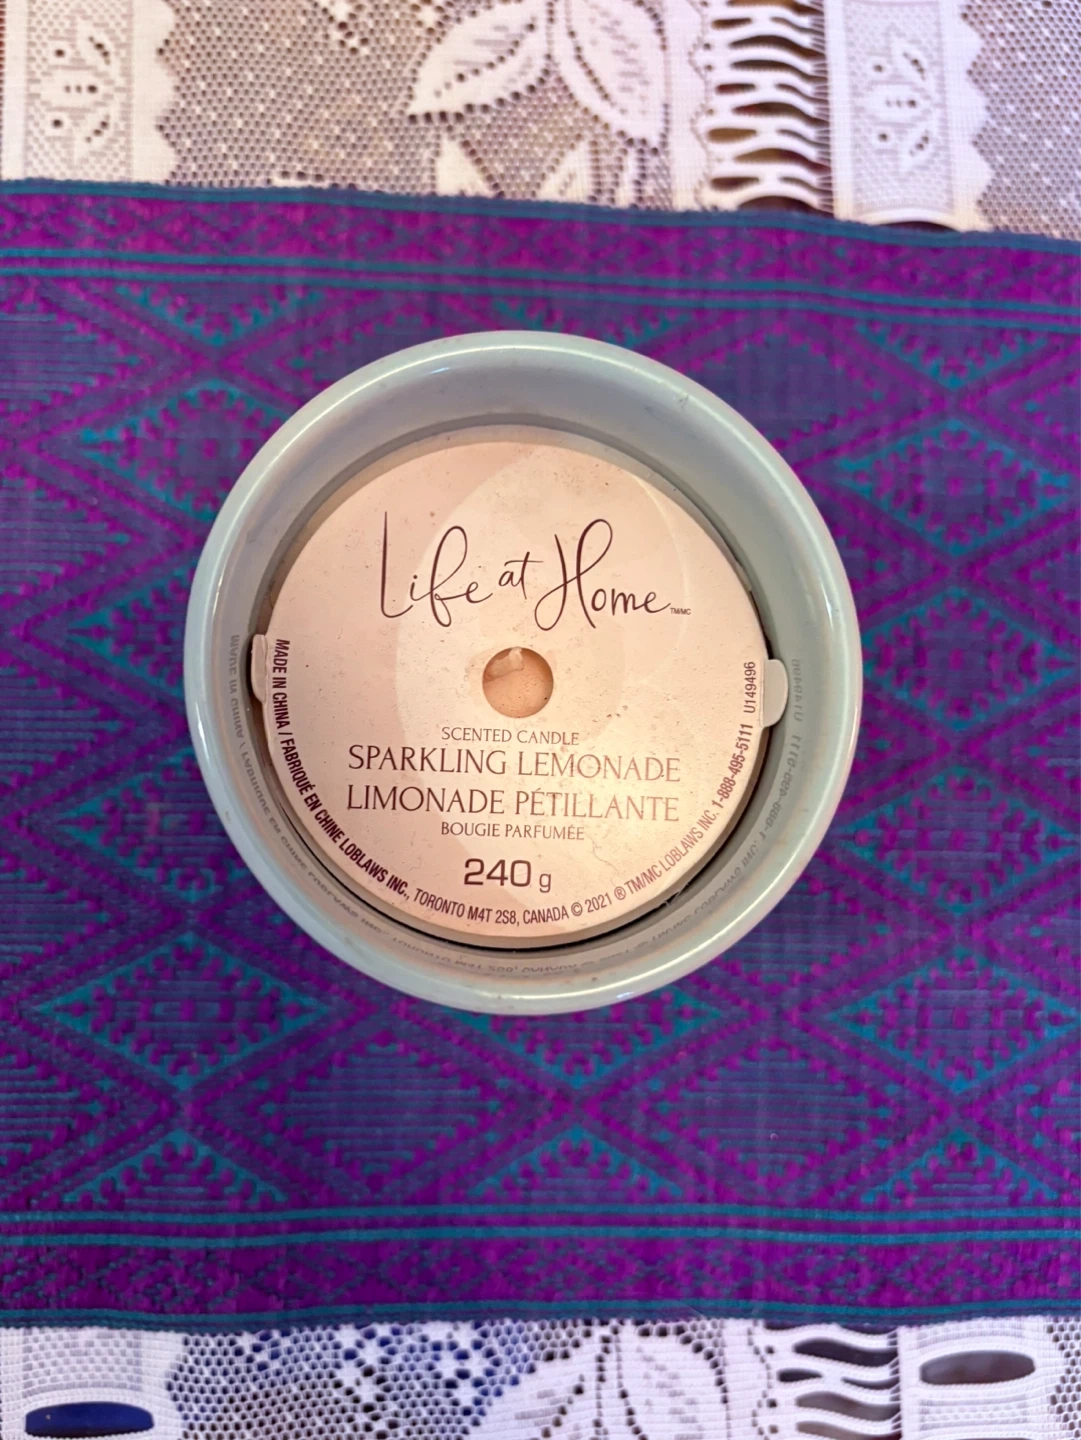 Life at Home TM/MC
SCENTED CANDLE
SPARKLING LEMONADE
LIMONADE PÉTILLANTE
BOUGIE PARFUMÉE
240 g
MADE IN CHINA / FABRIQUÉ EN CHINE LOBLAWS INC., TORONTO M4T 2S8, CANADA © 2021 ® TM/MC LOBLAWS INC. 1-888-495-5111 U149496